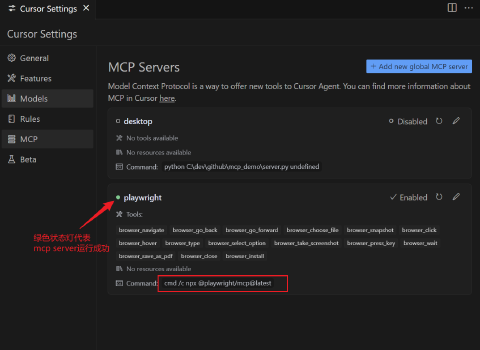 Cursor Settings
Cursor Settings
General
Features
Models
Rules
MCP
Beta
MCP Servers
+ Add new global MCP server
Model Context Protocol is a way to offer new tools to Cursor Agent. You can find more information about
MCP in Cursor here.
desktop
Disabled
No tools available
No resources available
Command: python C:\dev\github\mcp_demo\server.py undefined
playwright
Enabled
Tools:
browser_navigate browser_go_back browser_go_forward browser_choose_file browser_snapshot browser_click
browser_hover browser_type browser_select_option browser_take_screenshot browser_press_key browser_wait
browser_save_as_pdf browser_close browser_install
No resources available
Command: cmd /c npx @playwright/mcp@latest
绿色状态灯代表
mcp server运行成功